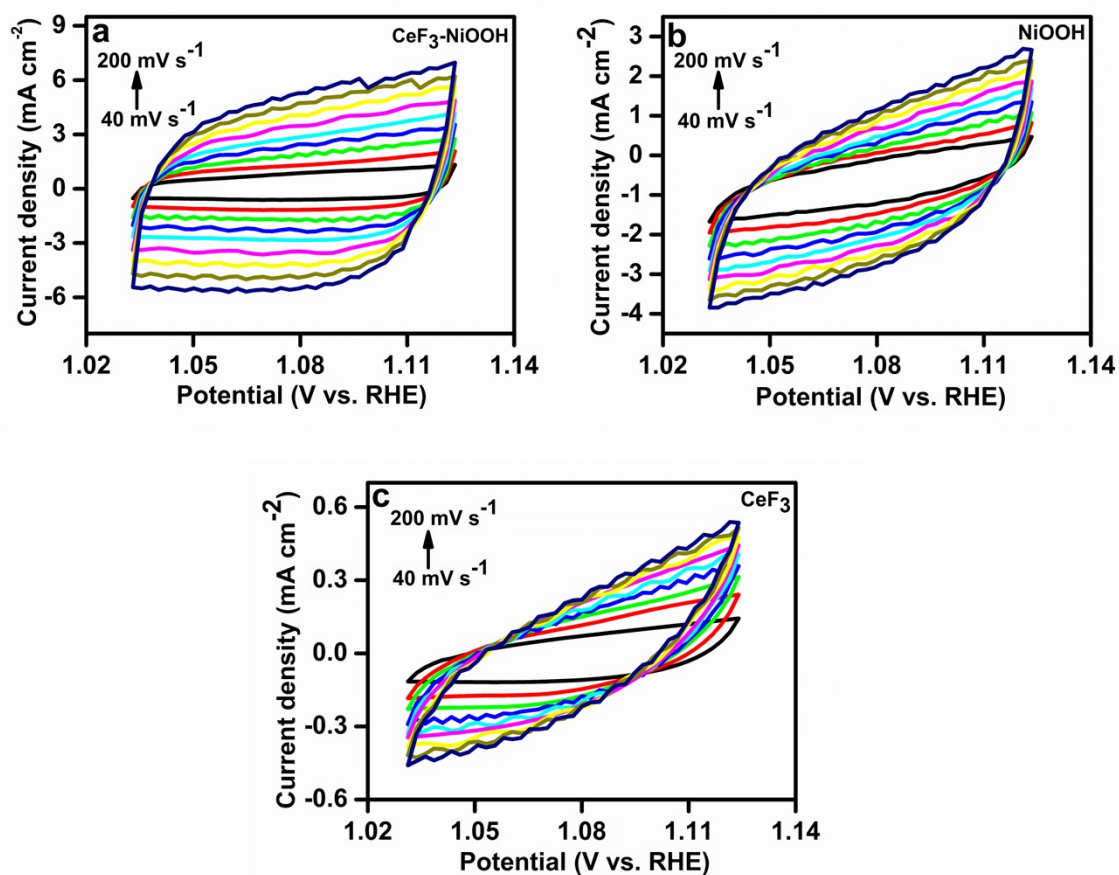 a
CeF₃-NiOOH
200 mV s⁻¹
40 mV s⁻¹
9
6
3
0
-3
-6
Current density (mA cm⁻²)
1.02
1.05
1.08
1.11
1.14
Potential (V vs. RHE)
b
NiOOH
200 mV s⁻¹
40 mV s⁻¹
3
2
1
0
-1
-2
-3
-4
Current density (mA cm⁻²)
1.02
1.05
1.08
1.11
1.14
Potential (V vs. RHE)
c
CeF₃
200 mV s⁻¹
40 mV s⁻¹
0.6
0.3
0.0
-0.3
-0.6
Current density (mA cm⁻²)
1.02
1.05
1.08
1.11
1.14
Potential (V vs. RHE)